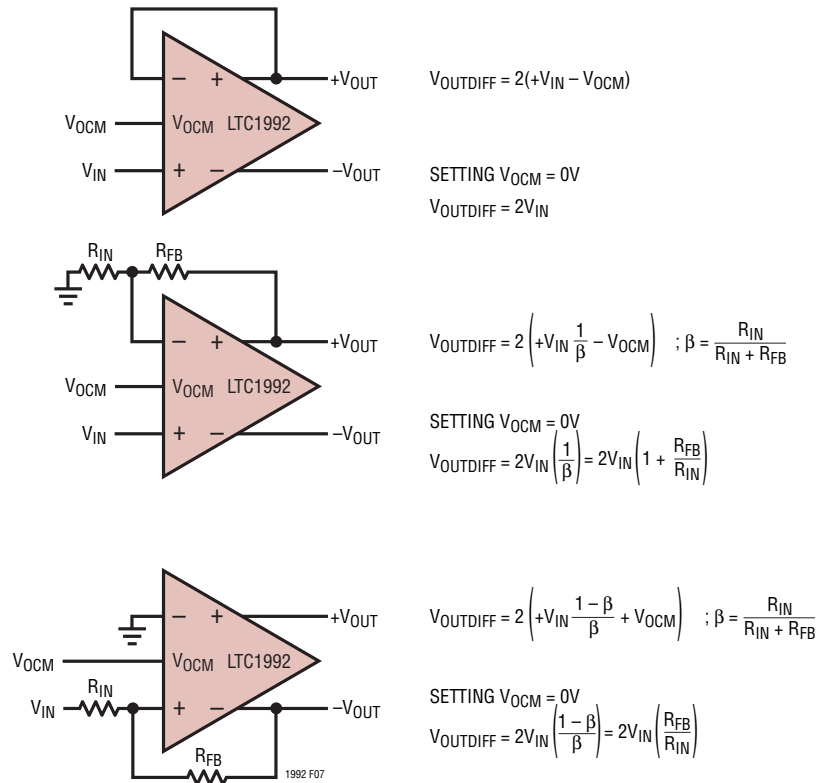 − + +VOUT VOUTDIFF = 2(+VIN – VOCM)
VOCM VOCM LTC1992
VIN + − –VOUT SETTING VOCM = 0V
VOUTDIFF = 2VIN
RIN RFB
− + +VOUT VOUTDIFF = 2 (+VIN 1/β – VOCM) ; β = RIN/(RIN + RFB)
VOCM VOCM LTC1992
SETTING VOCM = 0V
VIN + − –VOUT VOUTDIFF = 2VIN (1/β) = 2VIN (1 + RFB/RIN)
− + +VOUT VOUTDIFF = 2 (+VIN (1 – β)/β + VOCM) ; β = RIN/(RIN + RFB)
VOCM VOCM LTC1992
RIN SETTING VOCM = 0V
VIN + − –VOUT VOUTDIFF = 2VIN ((1 – β)/β) = 2VIN (RFB/RIN)
RFB
1992 F07